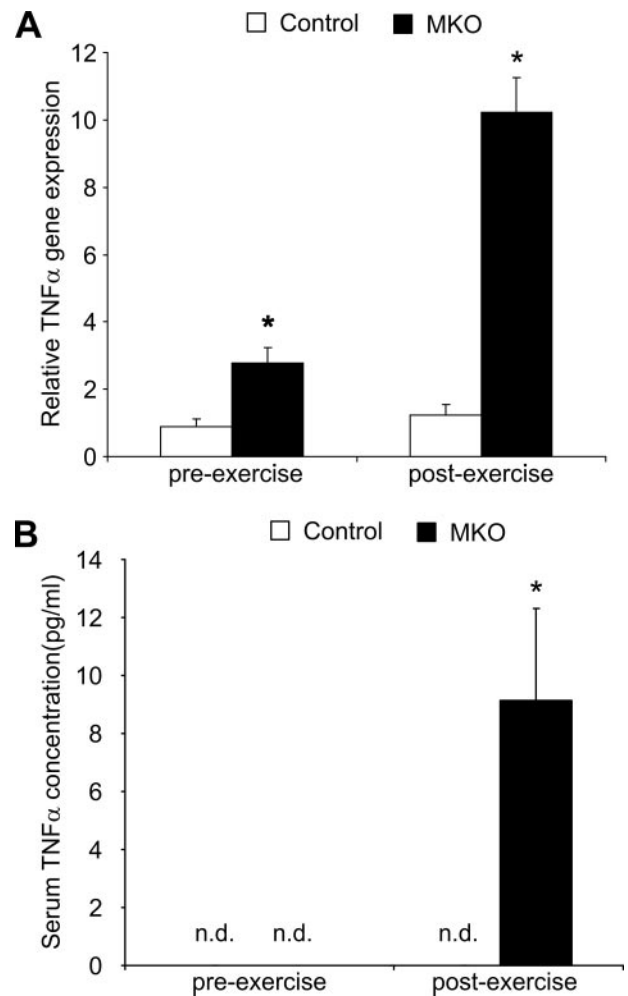 A
Control MKO
Relative TNFα gene expression
12
10
8
6
4
2
0
*
*
pre-exercise post-exercise
B
Control MKO
Serum TNFα concentration(pg/ml)
14
12
10
8
6
4
2
0
*
n.d. n.d. n.d.
pre-exercise post-exercise